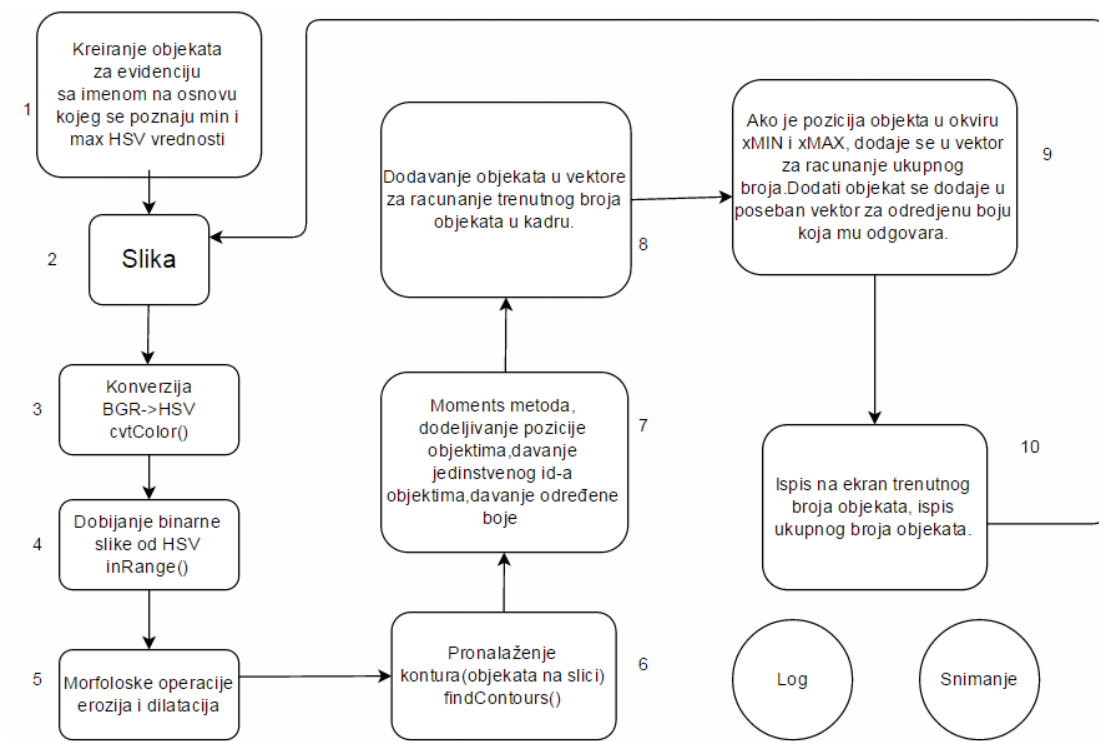 1
Kreiranje objekata
za evidenciju
sa imenom na osnovu
kojeg se poznaju min i
max HSV vrednosti
2
Slika
3
Konverzija
BGR->HSV
cvtColor()
4
Dobijanje binarne
slike od HSV
inRange()
5
Morfoloske operacije
erozija i dilatacija
6
Pronalaženje
kontura(objekata na slici)
findContours()
7
Moments metoda,
dodeljivanje pozicije
objektima,davanje
jedinstvenog id-a
objektima,davanje određene
boje
8
Dodavanje objekata u vektore
za racunanje trenutnog broja
objekata u kadru.
9
Ako je pozicija objekta u okviru
xMIN i xMAX, dodaje se u vektor
za racunanje ukupnog
broja.Dodati objekat se dodaje u
poseban vektor za odredjenu boju
koja mu odgovara.
10
Ispis na ekran trenutnog
broja objekata, ispis
ukupnog broja objekata.
Log
Snimanje